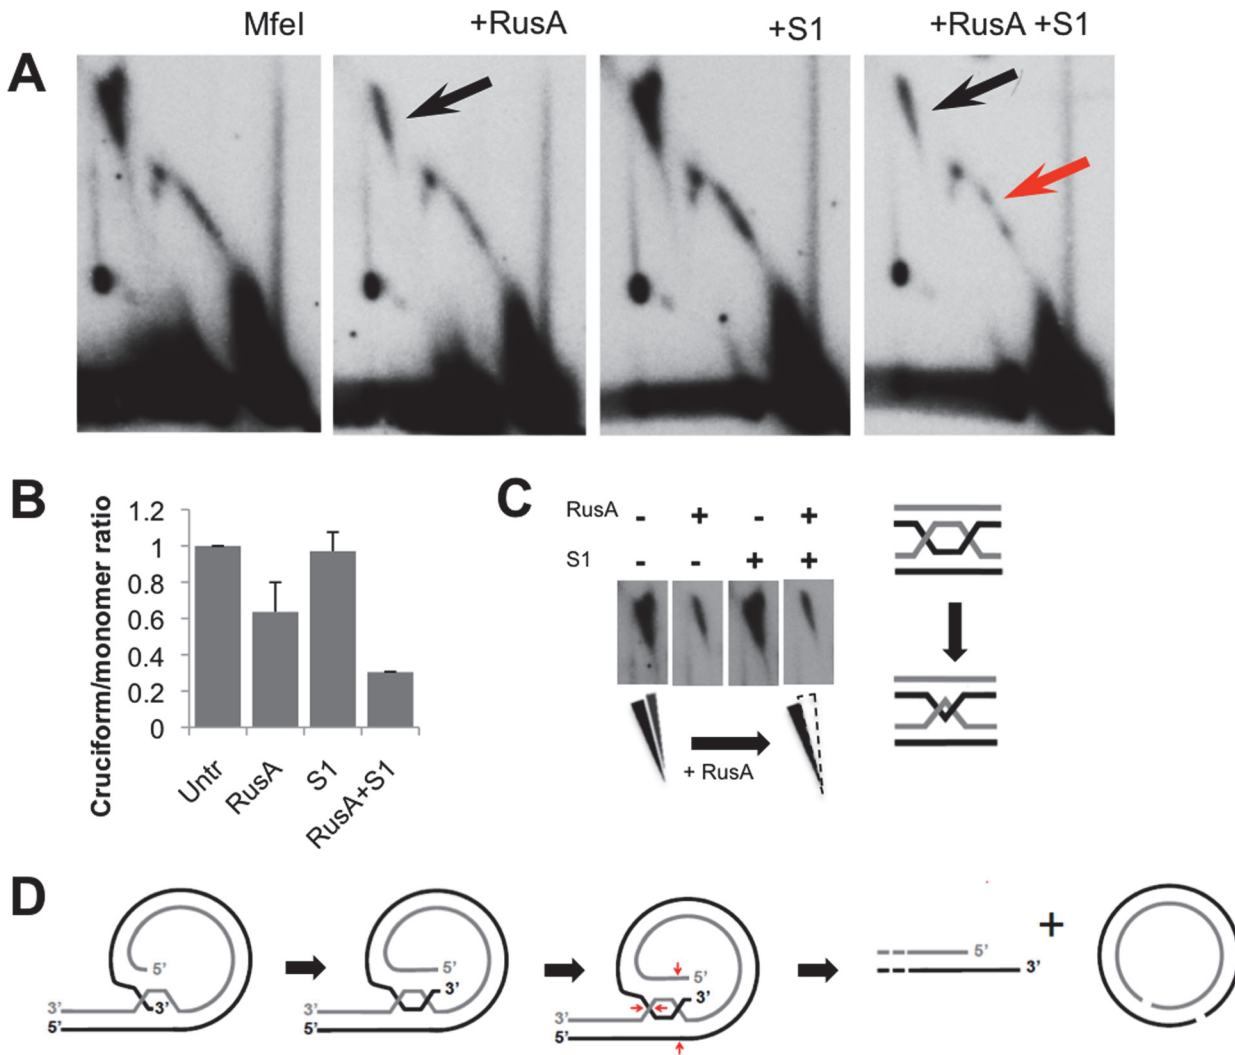 MfeI +RusA +S1 +RusA +S1
A
B
Cruciform/monomer ratio
1.2
1
0.8
0.6
0.4
0.2
0
Untr RusA S1 RusA+S1
C
RusA - + - +
S1 - - + +
+ RusA
D
5' 5' 5' 5'
3' 3' 3' 3' 3' 3' 3'
5' 5' 5'
+